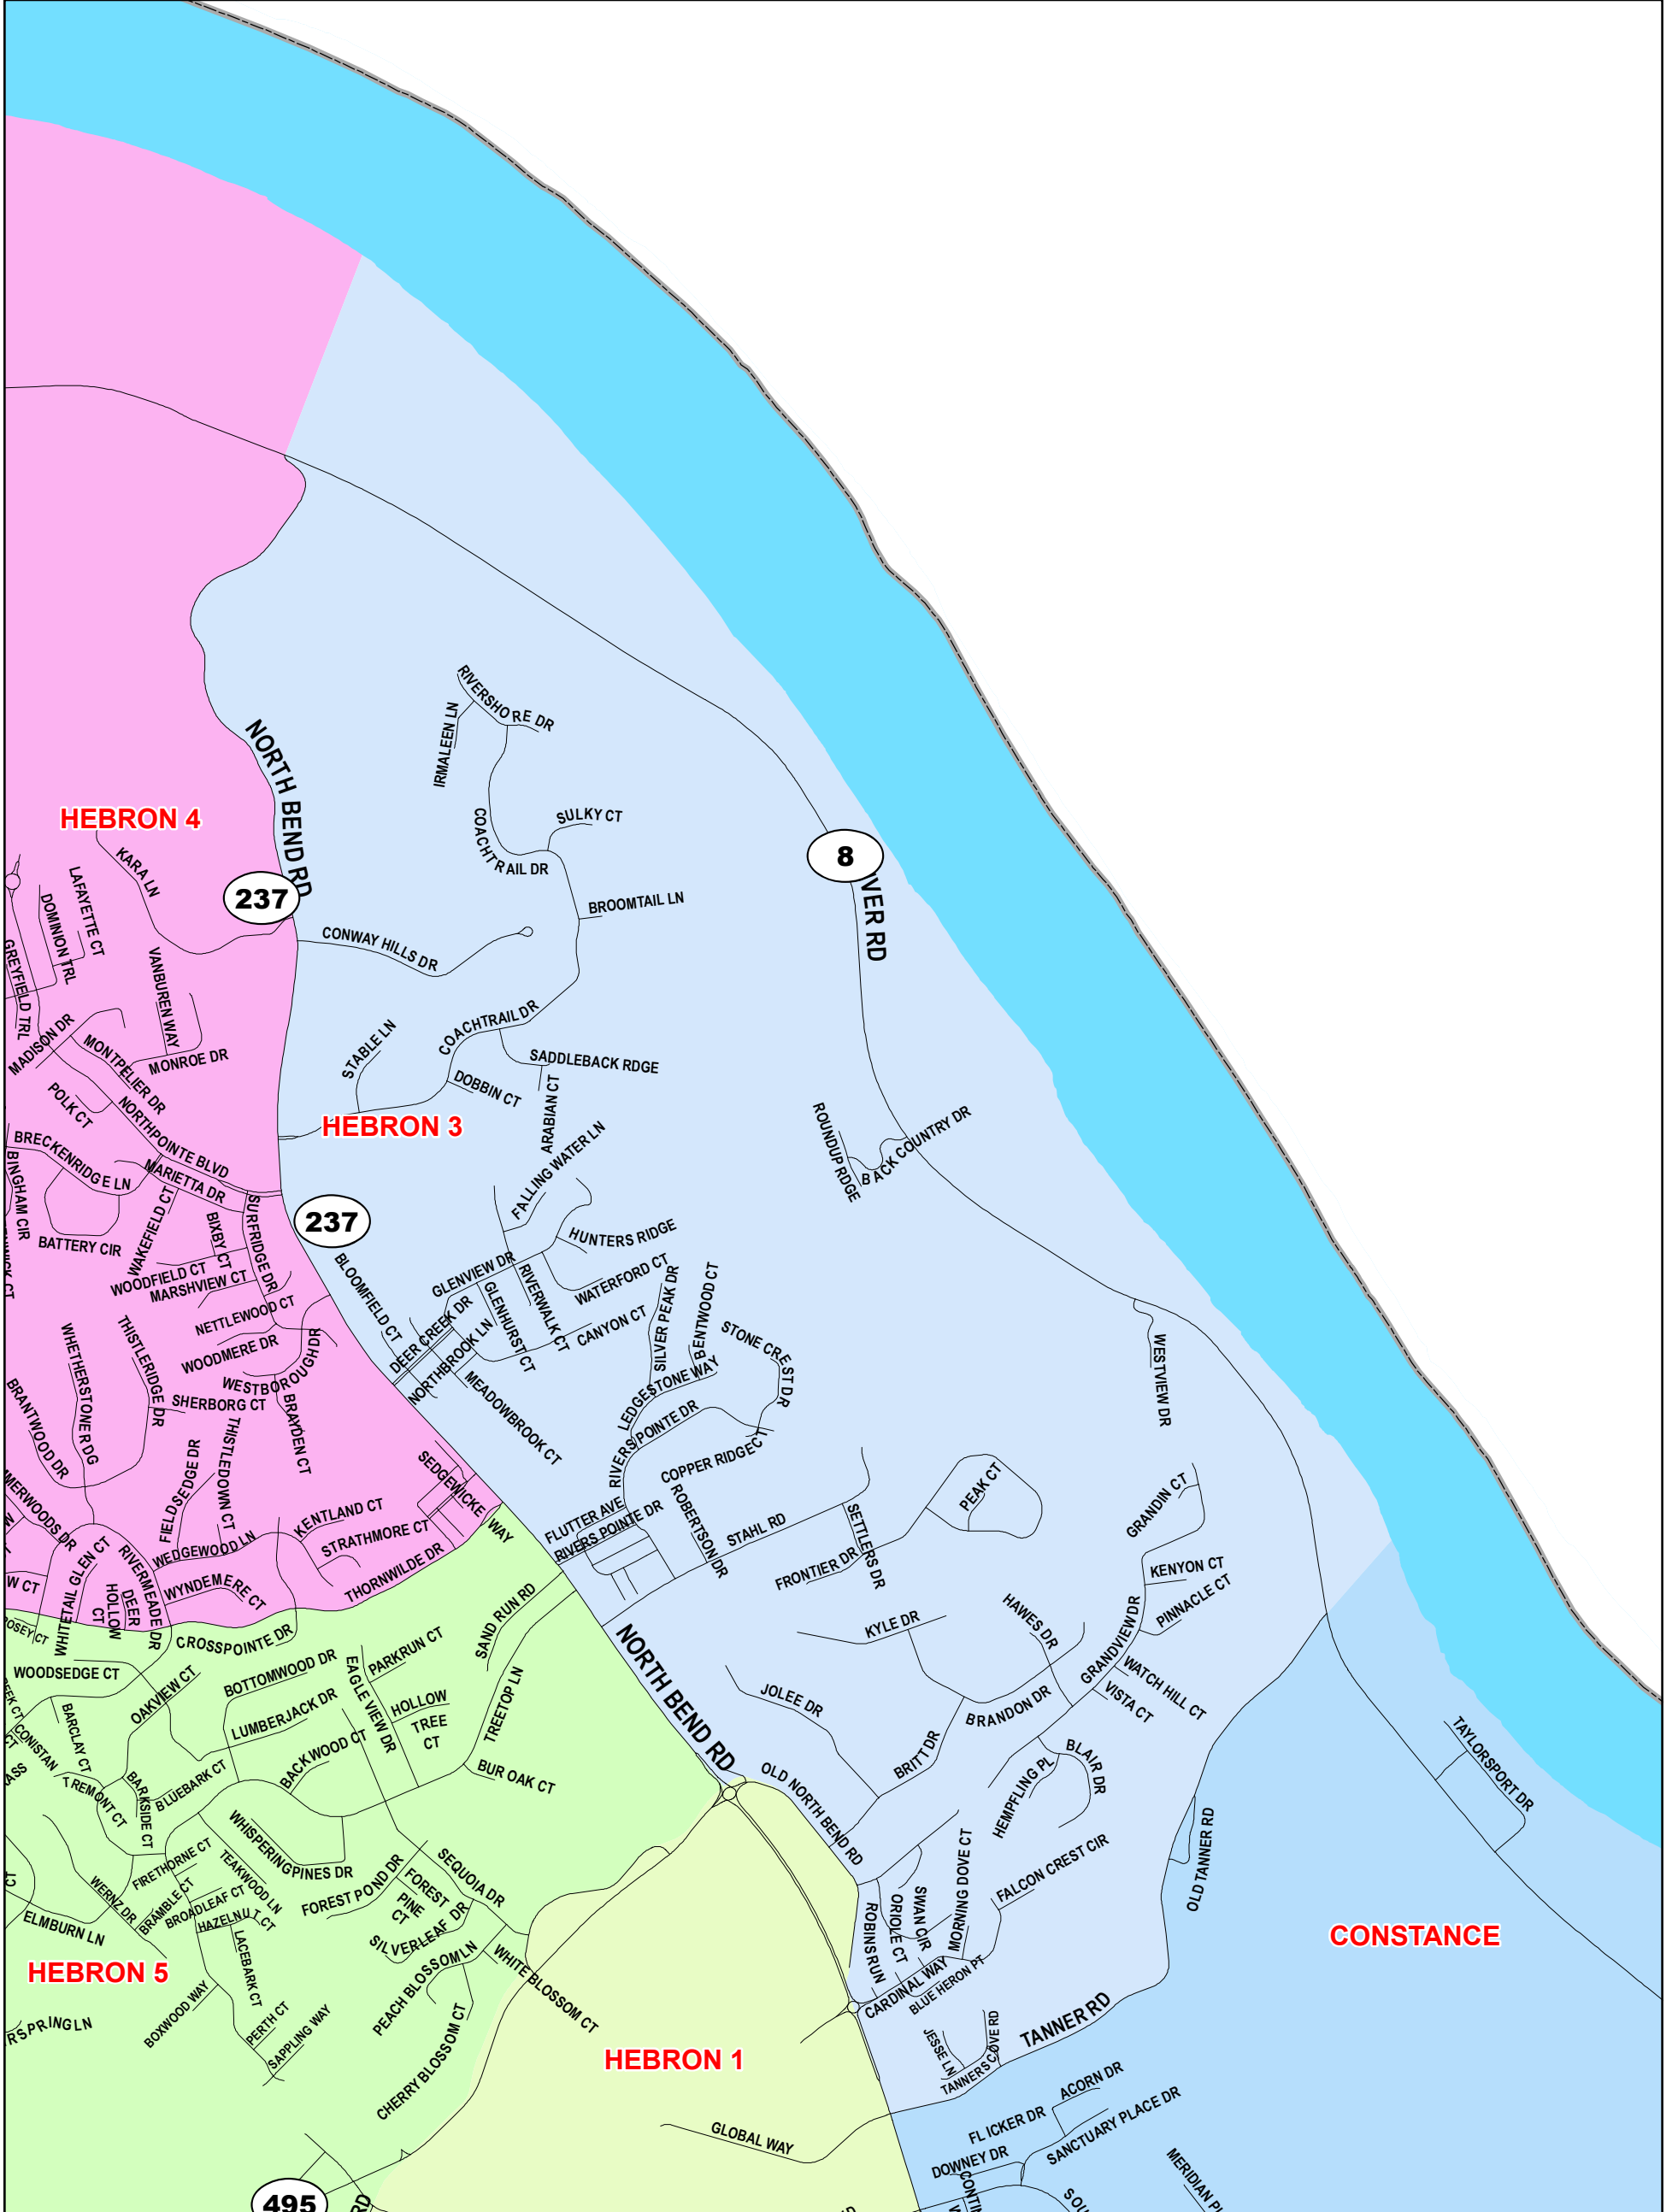 RIVERSHORE DR
IRMALEEN LN
NORTH BEND RD
HEBRON 4
SULKY CT
COACHTRAIL DR
8
IVER RD
KARA LN
LAFAYETTE CT
DOMINION TRL
237
BROOMTAIL LN
CONWAY HILLS DR
GREYFIELD TRL
VANBUREN WAY
MADISON DR
MONTPELIER DR
MONROE DR
COACHTRAIL DR
STABLE LN
SADDLEBACK RDGE
DOBBIN CT
ARABIAN CT
POLK CT
NORTHPOINTE BLVD
HEBRON 3
ROUNDUP RDGE
BACK COUNTRY DR
BRECKENRIDGE LN
BINGHAM CIR
MARIETTA DR
FALLING WATER LN
WAKEFIELD CT
BIXBY CT
SURFRIDGE DR
237
BATTERY CIR
HUNTERS RIDGE
WOODFIELD CT
MARSHVIEW CT
BLOOMFIELD CT
GLENVIEW DR
GLENHURST CT
RIVERWALK CT
WATERFORD CT
SILVER PEAK DR
BENTWOOD CT
NETTLEWOOD CT
DEER CREEK DR
NORTHBROOK LN
CANYON CT
STONE CREST DR
WESTVIEW DR
WHETHERSTONE RDG
THISTLERIDGE DR
WOODMERE DR
WESTBOROUGH DR
SHERBORG CT
BRAYDEN CT
LEDGESTONE WAY
MEADOWBROOK CT
BRANTWOOD DR
THISTLEDOWN CT
FIELDSEDGE DR
RIVERS POINTE DR
COPPER RIDGE CT
SEDGEWICKE WAY
PEAK CT
GRANDIN CT
MERWOODS DR
KENTLAND CT
STRATHMORE CT
FLUTTER AVE
RIVERS POINTE DR
ROBERTSON DR
STAHL RD
SETTLERS DR
FRONTIER DR
WEDGEWOOD LN
WYNDEMERE CT
THORNWILDE DR
WHITETAIL GLEN CT
DEER HOLLOW CT
RIVERMEADE DR
W CT
KENYON CT
PINNACLE CT
OSEY CT
CROSSPOINTE DR
SAND RUN RD
KYLE DR
HAWES DR
GRANDVIEW DR
WOODSEDGE CT
BOTTOMWOOD DR
PARKRUN CT
EAGLE VIEW DR
NORTH BEND RD
WATCH HILL CT
VISTA CT
OAKVIEW CT
BARCLAY CT
LUMBERJACK DR
HOLLOW
TREE
CT
TREETOP LN
JOLEE DR
BRANDON DR
CONISTAN
BACKWOOD CT
BRITT DR
BLAIR DR
HEMPFLING PL
TAYLORSPORT DR
TREMONT CT
BARKSIDE CT
BLUEBARK CT
BUR OAK CT
OLD NORTH BEND RD
WHISPERINGPINES DR
OLD TANNER RD
FIRETHORNE CT
TEAKWOOD LN
FOREST POND DR
SEQUOIA DR
FOREST
PINE
CT
MORNING DOVE CT
FALCON CREST CIR
WERNZ DR
BRAMBLE CT
BROADLEAF CT
HAZELNUT CT
SILVERLEAF DR
ROBINS RUN
ORIOLE CT
SWAN CIR
ELMBURN LN
LACEBARK CT
PEACH BLOSSOM LN
WHITE BLOSSOM CT
CONSTANCE
HEBRON 5
CARDINAL WAY
BLUE HERON PT
BOXWOOD WAY
PERTH CT
SAPPLING WAY
CHERRY BLOSSOM CT
RSPRING LN
HEBRON 1
JESSE LN
TANNERS COVE RD
TANNER RD
ACORN DR
FLICKER DR
SANCTUARY PLACE DR
GLOBAL WAY
DOWNEY DR
MERIDIAN PL
CONTIN
SOU
495
RD